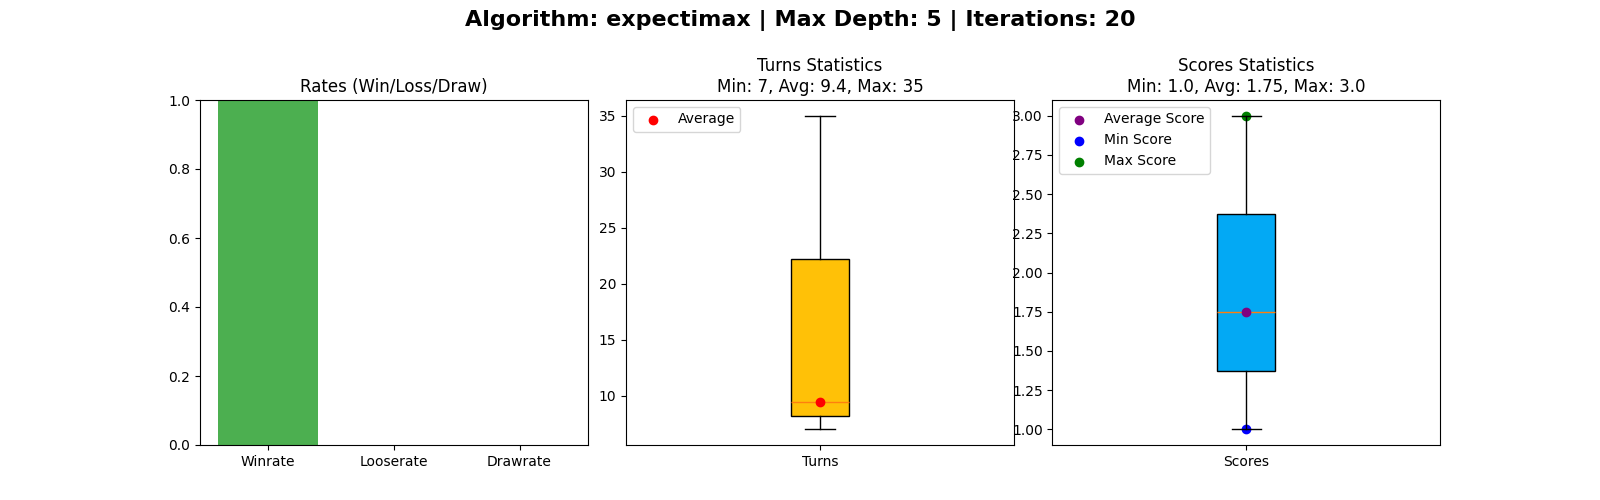 Algorithm: expectimax | Max Depth: 5 | Iterations: 20
Rates (Win/Loss/Draw)
1.0
0.8
0.6
0.4
0.2
0.0
Winrate
Looserate
Drawrate
Turns Statistics
Min: 7, Avg: 9.4, Max: 35
Average
35
30
25
20
15
10
Turns
Scores Statistics
Min: 1.0, Avg: 1.75, Max: 3.0
Average Score
Min Score
Max Score
3.00
2.75
2.50
2.25
2.00
1.75
1.50
1.25
1.00
Scores